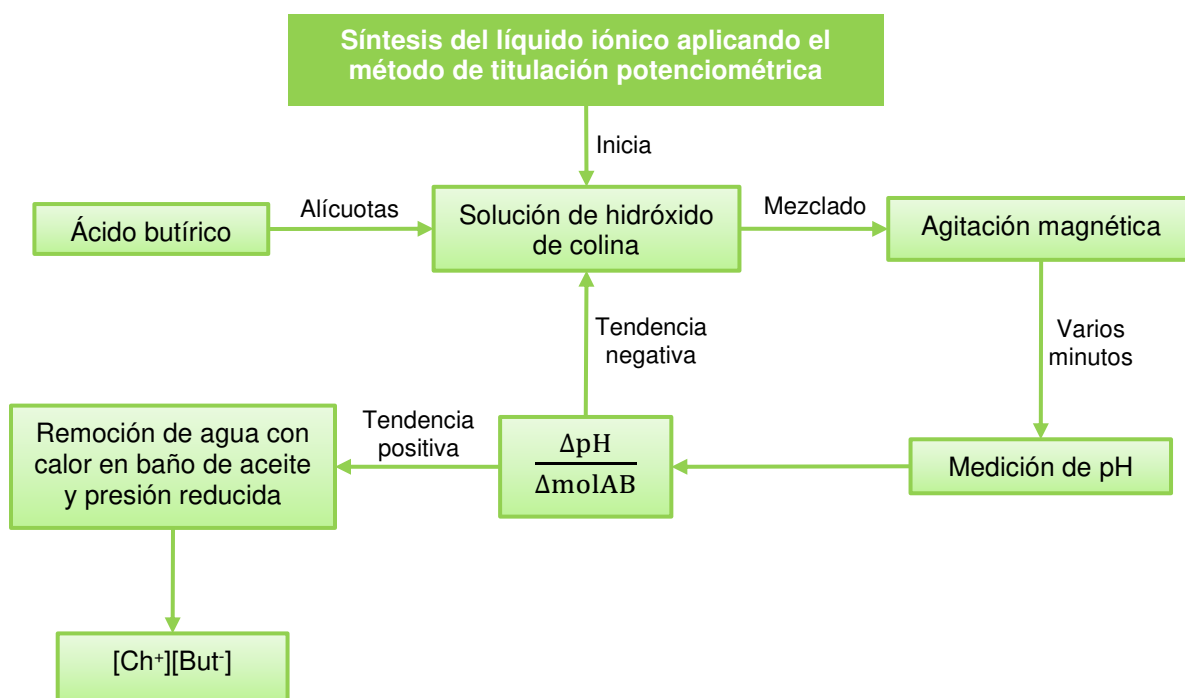 Síntesis del líquido iónico aplicando el
método de titulación potenciométrica
Inicia
Ácido butírico
Alícuotas
Solución de hidróxido
de colina
Mezclado
Agitación magnética
Varios
minutos
Medición de pH
ΔpH
ΔmolAB
Tendencia
negativa
Tendencia
positiva
Remoción de agua con
calor en baño de aceite
y presión reducida
[Ch⁺][But⁻]